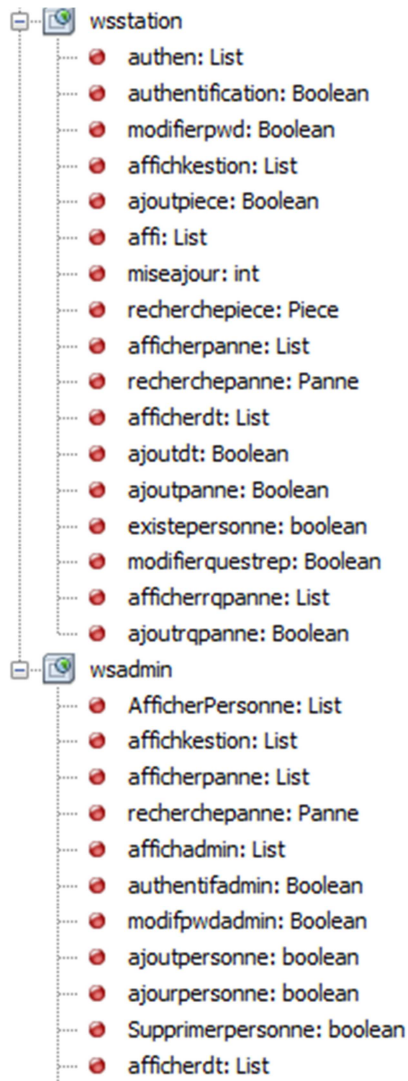 wsstation
authen: List
authentification: Boolean
modifierpwd: Boolean
affichkestion: List
ajoutpiece: Boolean
affi: List
miseajour: int
recherchepiece: Piece
afficherpanne: List
recherchepanne: Panne
afficherdt: List
ajoutdt: Boolean
ajoutpanne: Boolean
existepersonne: boolean
modifierquestrep: Boolean
afficherrqpanne: List
ajoutrqpanne: Boolean
wsadmin
AfficherPersonne: List
affichkestion: List
afficherpanne: List
recherchepanne: Panne
affichadmin: List
authentifadmin: Boolean
modifpwdadmin: Boolean
ajoutpersonne: boolean
ajourpersonne: boolean
Supprimerpersonne: boolean
afficherdt: List